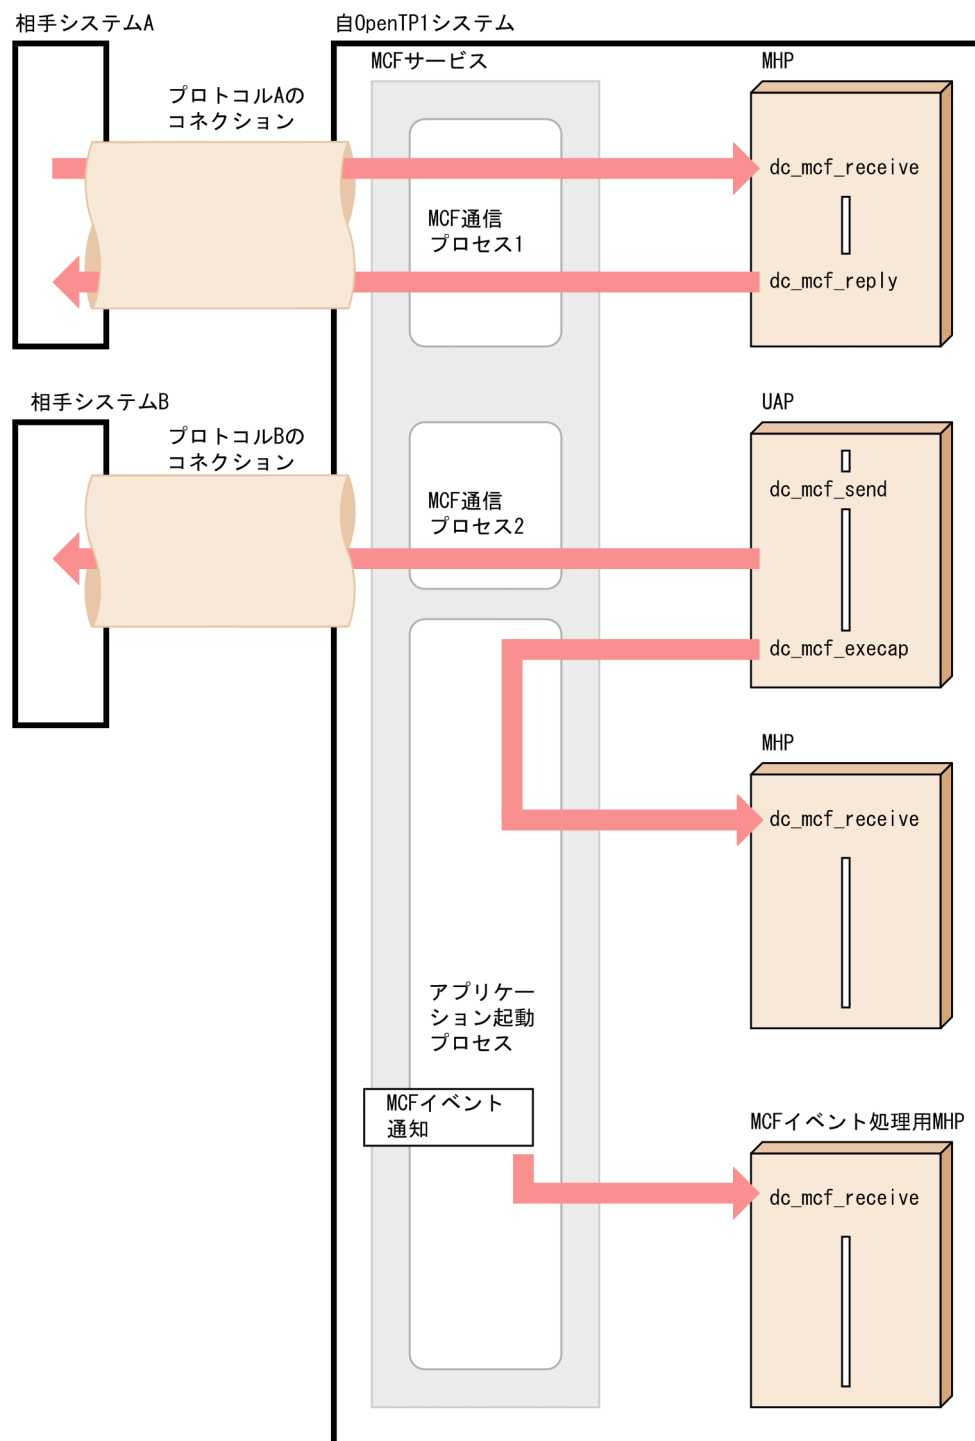 相手システムA
自OpenTP1システム
MCFサービス
MHP
プロトコルAの
コネクション
dc_mcf_receive
MCF通信
プロセス1
dc_mcf_reply
相手システムB
UAP
プロトコルBの
コネクション
dc_mcf_send
MCF通信
プロセス2
dc_mcf_execap
MHP
dc_mcf_receive
アプリケー
ション起動
プロセス
MCFイベント
通知
MCFイベント処理用MHP
dc_mcf_receive